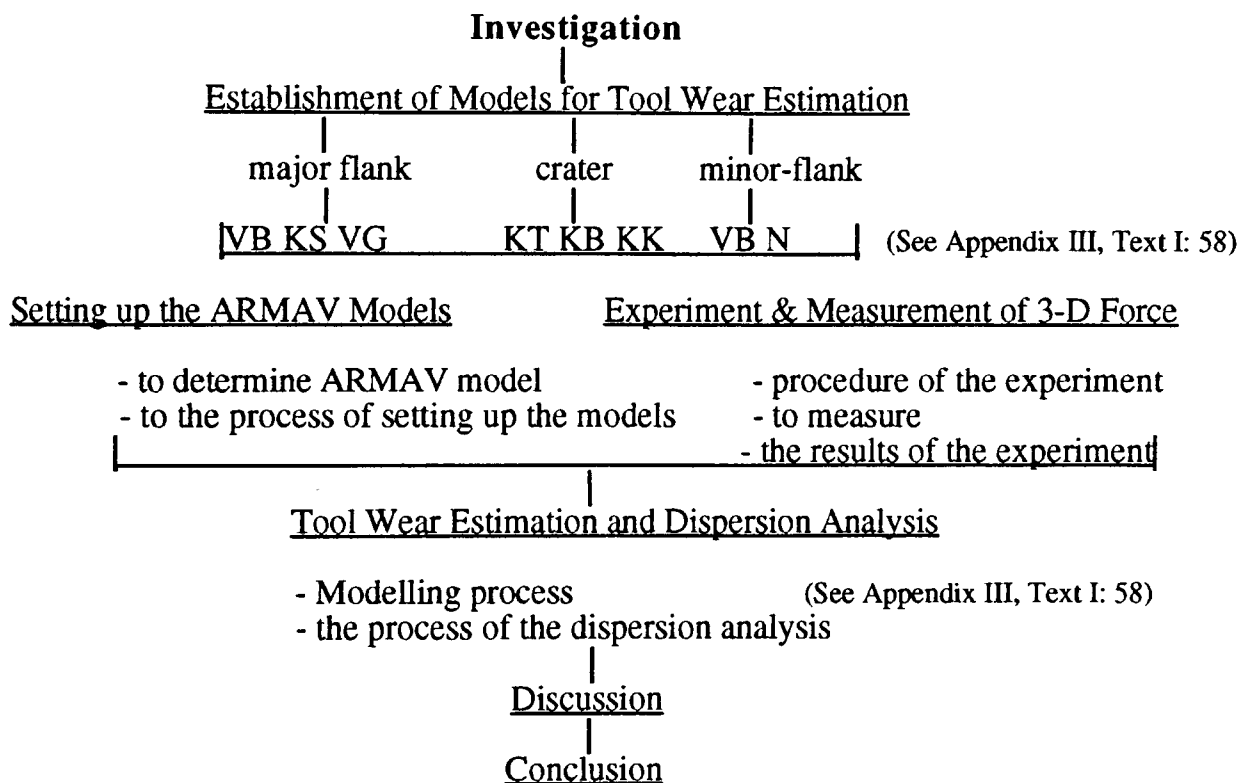 Investigation
Establishment of Models for Tool Wear Estimation
major flank crater minor-flank
VB KS VG KT KB KK VB N (See Appendix III, Text I: 58)
Setting up the ARMAV Models Experiment & Measurement of 3-D Force
- to determine ARMAV model - procedure of the experiment
- to the process of setting up the models - to measure
- the results of the experiment
Tool Wear Estimation and Dispersion Analysis
- Modelling process (See Appendix III, Text I: 58)
- the process of the dispersion analysis
Discussion
Conclusion